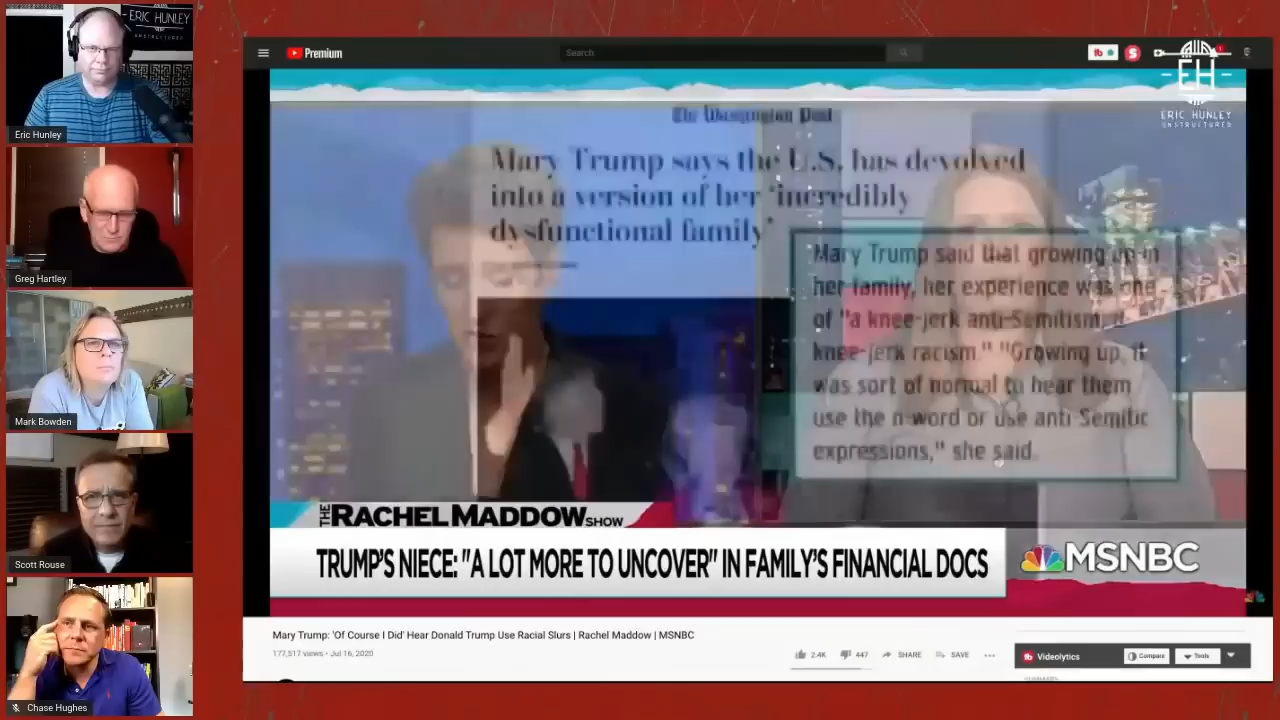 ERIC HUNLEY
UNSTRUCTURED
Eric Hunley
Greg Hartley
Mark Bowden
Scott Rouse
Chase Hughes
Premium
Search
EH
ERIC HUNLEY
UNSTRUCTURED
The Washington Post
Mary Trump says the U.S. has devolved
into a version of her 'incredibly
dysfunctional family'
Mary Trump said that growing up in
her family, her experience was one
of "a knee-jerk anti-Semitism, a
knee-jerk racism." "Growing up, it
was sort of normal to hear them
use the n-word or use anti-Semitic
expressions," she said.
THE RACHEL MADDOW SHOW
TRUMP'S NIECE: "A LOT MORE TO UNCOVER" IN FAMILY'S FINANCIAL DOCS
MSNBC
Mary Trump: 'Of Course I Did' Hear Donald Trump Use Racial Slurs | Rachel Maddow | MSNBC
177,517 views • Jul 16, 2020
2.4K
447
SHARE
SAVE
tb Videolytics
Compare
Tools